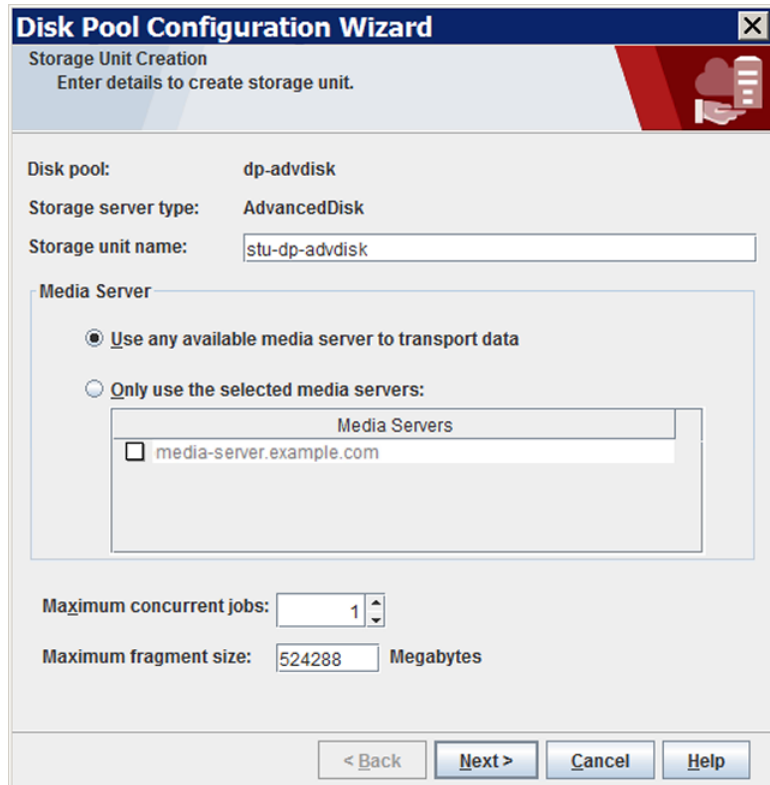 Disk Pool Configuration Wizard
Storage Unit Creation
Enter details to create storage unit.
Disk pool: dp-advdisk
Storage server type: AdvancedDisk
Storage unit name: stu-dp-advdisk
Media Server
Use any available media server to transport data
Only use the selected media servers:
Media Servers
media-server.example.com
Maximum concurrent jobs: 1
Maximum fragment size: 524288 Megabytes
< Back Next > Cancel Help